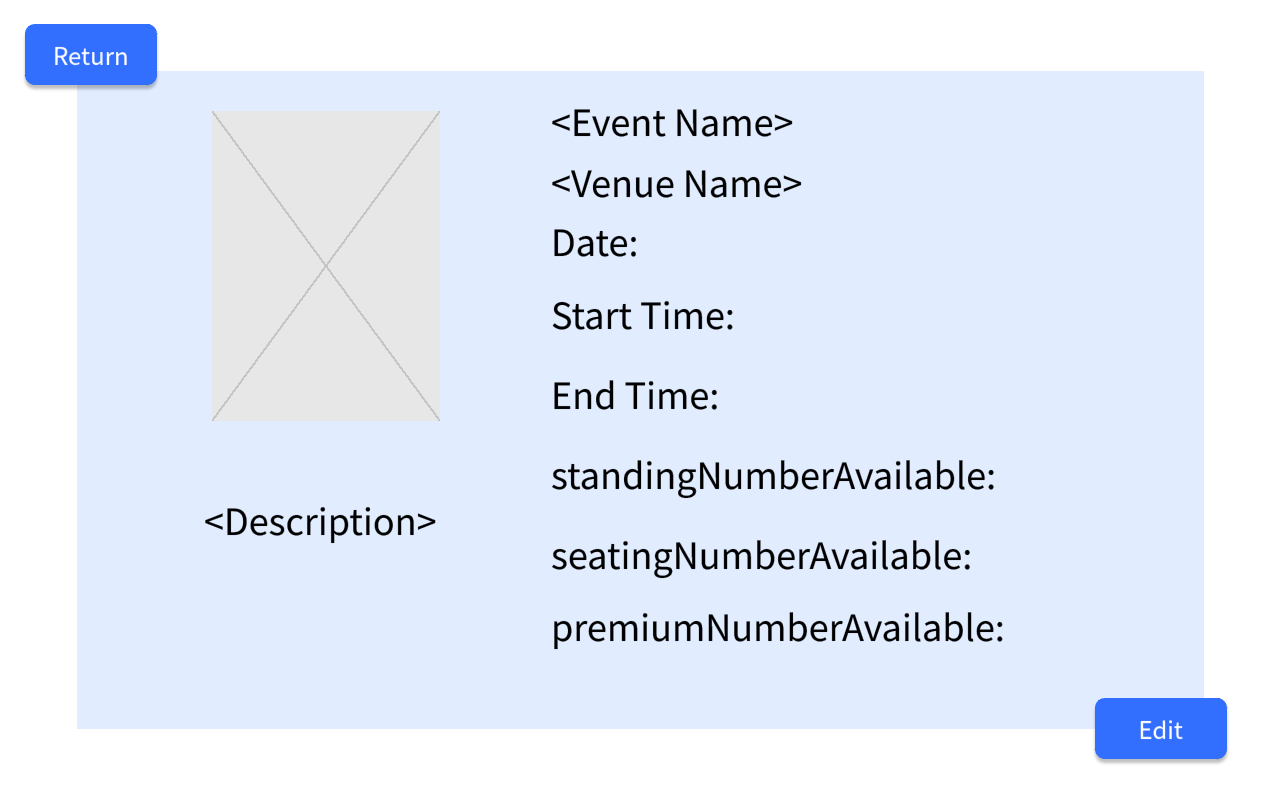 Return
<Event Name>
<Venue Name>
Date:
Start Time:
End Time:
standingNumberAvailable:
<Description>
seatingNumberAvailable:
premiumNumberAvailable:
Edit